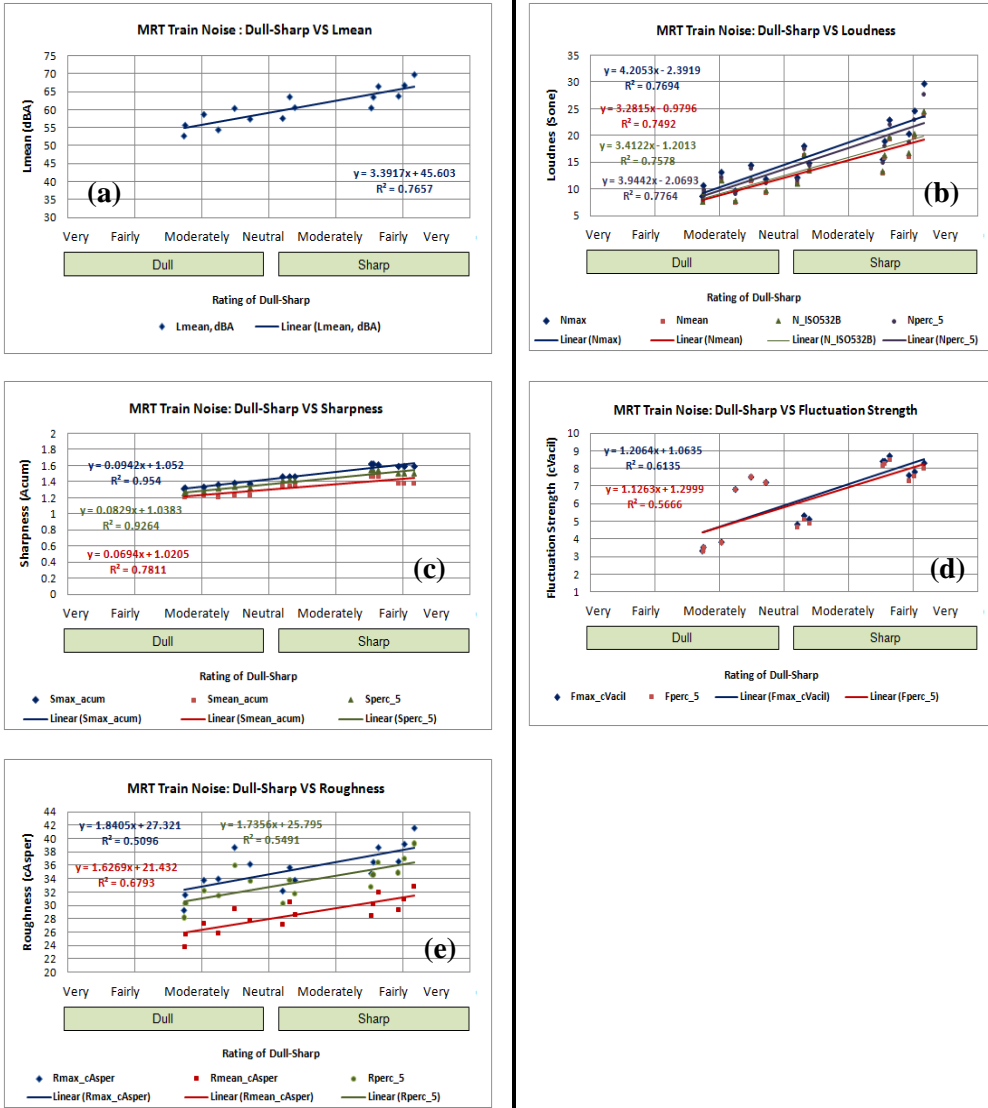 MRT Train Noise : Dull-Sharp VS Lmean
Lmean (dBA)
75
70
65
60
55
50
45
40
35
30
y = 3.3917x + 45.603
R² = 0.7657
(a)
Very Fairly Moderately Neutral Moderately Fairly Very
Dull Sharp
Rating of Dull-Sharp
Lmean, dBA Linear (Lmean, dBA)
MRT Train Noise: Dull-Sharp VS Loudness
Loudnes (Sone)
35
30
25
20
15
10
5
y = 4.2053x - 2.3919
R² = 0.7694
y = 3.2815x - 0.9796
R² = 0.7492
y = 3.4122x - 1.2013
R² = 0.7578
y = 3.9442x - 2.0693
R² = 0.7764
(b)
Very Fairly Moderately Neutral Moderately Fairly Very
Dull Sharp
Rating of Dull-Sharp
Nmax Nmean N_ISO532B Nperc_5
Linear (Nmax) Linear (Nmean) Linear (N_ISO532B) Linear (Nperc_5)
MRT Train Noise: Dull-Sharp VS Sharpness
Sharpness (Acum)
2
1.8
1.6
1.4
1.2
1
0.8
0.6
0.4
0.2
0
y = 0.0942x + 1.052
R² = 0.954
y = 0.0829x + 1.0383
R² = 0.9264
y = 0.0694x + 1.0205
R² = 0.7811
(c)
Very Fairly Moderately Neutral Moderately Fairly Very
Dull Sharp
Rating of Dull-Sharp
Smax_acum Smean_acum Sperc_5
Linear (Smax_acum) Linear (Smean_acum) Linear (Sperc_5)
MRT Train Noise: Dull-Sharp VS Fluctuation Strength
Fluctuation Strength (cVacil)
10
9
8
7
6
5
4
3
2
1
y = 1.2064x + 1.0635
R² = 0.6135
y = 1.1263x + 1.2999
R² = 0.5666
(d)
Very Fairly Moderately Neutral Moderately Fairly Very
Dull Sharp
Rating of Dull-Sharp
Fmax_cVacil Fperc_5 Linear (Fmax_cVacil) Linear (Fperc_5)
MRT Train Noise: Dull-Sharp VS Roughness
Roughness (cAsper)
44
42
40
38
36
34
32
30
28
26
24
22
20
y = 1.8405x + 27.321
R² = 0.5096
y = 1.7356x + 25.795
R² = 0.5491
y = 1.6269x + 21.432
R² = 0.6793
(e)
Very Fairly Moderately Neutral Moderately Fairly Very
Dull Sharp
Rating of Dull-Sharp
Rmax_cAsper Rmean_cAsper Rperc_5
Linear (Rmax_cAsper) Linear (Rmean_cAsper) Linear (Rperc_5)